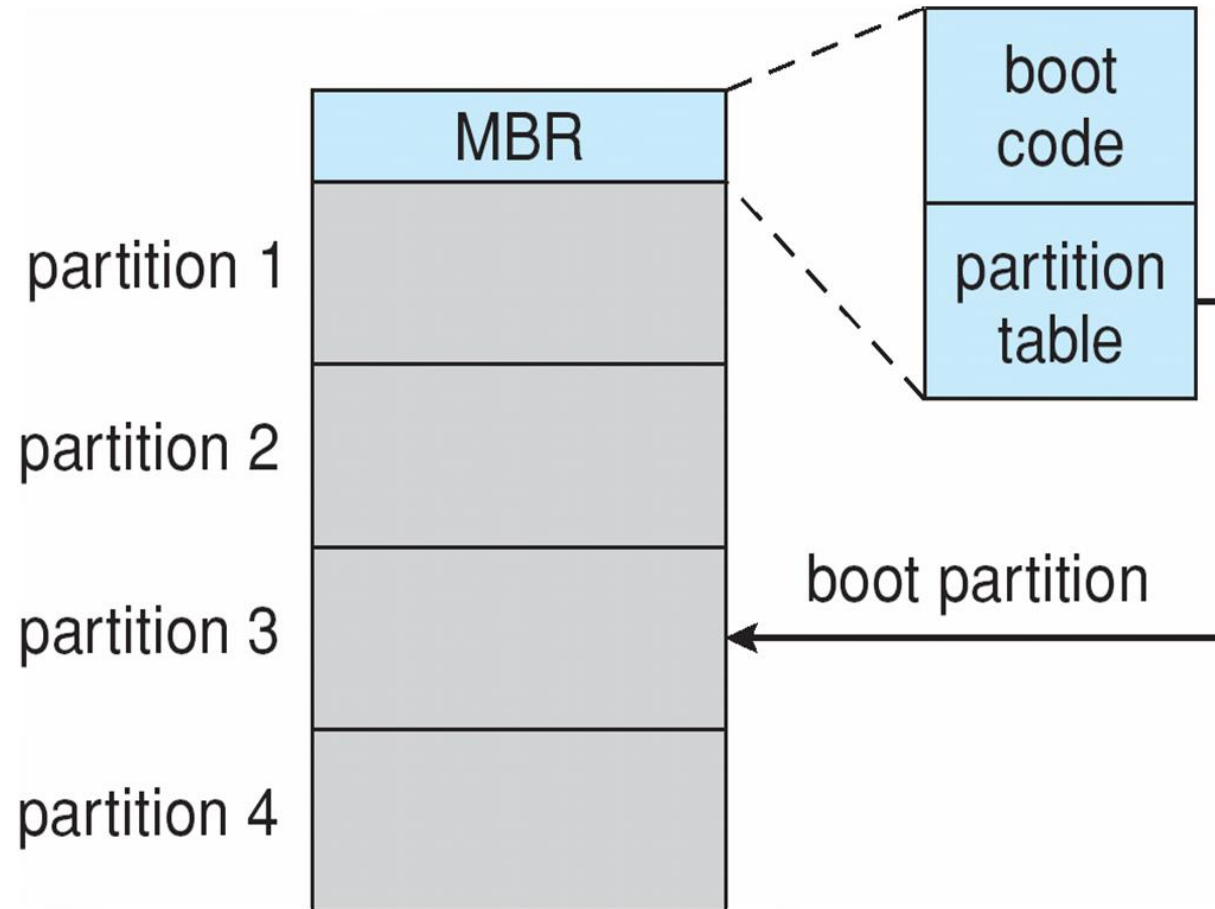 MBR
boot
code
partition
table
partition 1
partition 2
boot partition
partition 3
partition 4